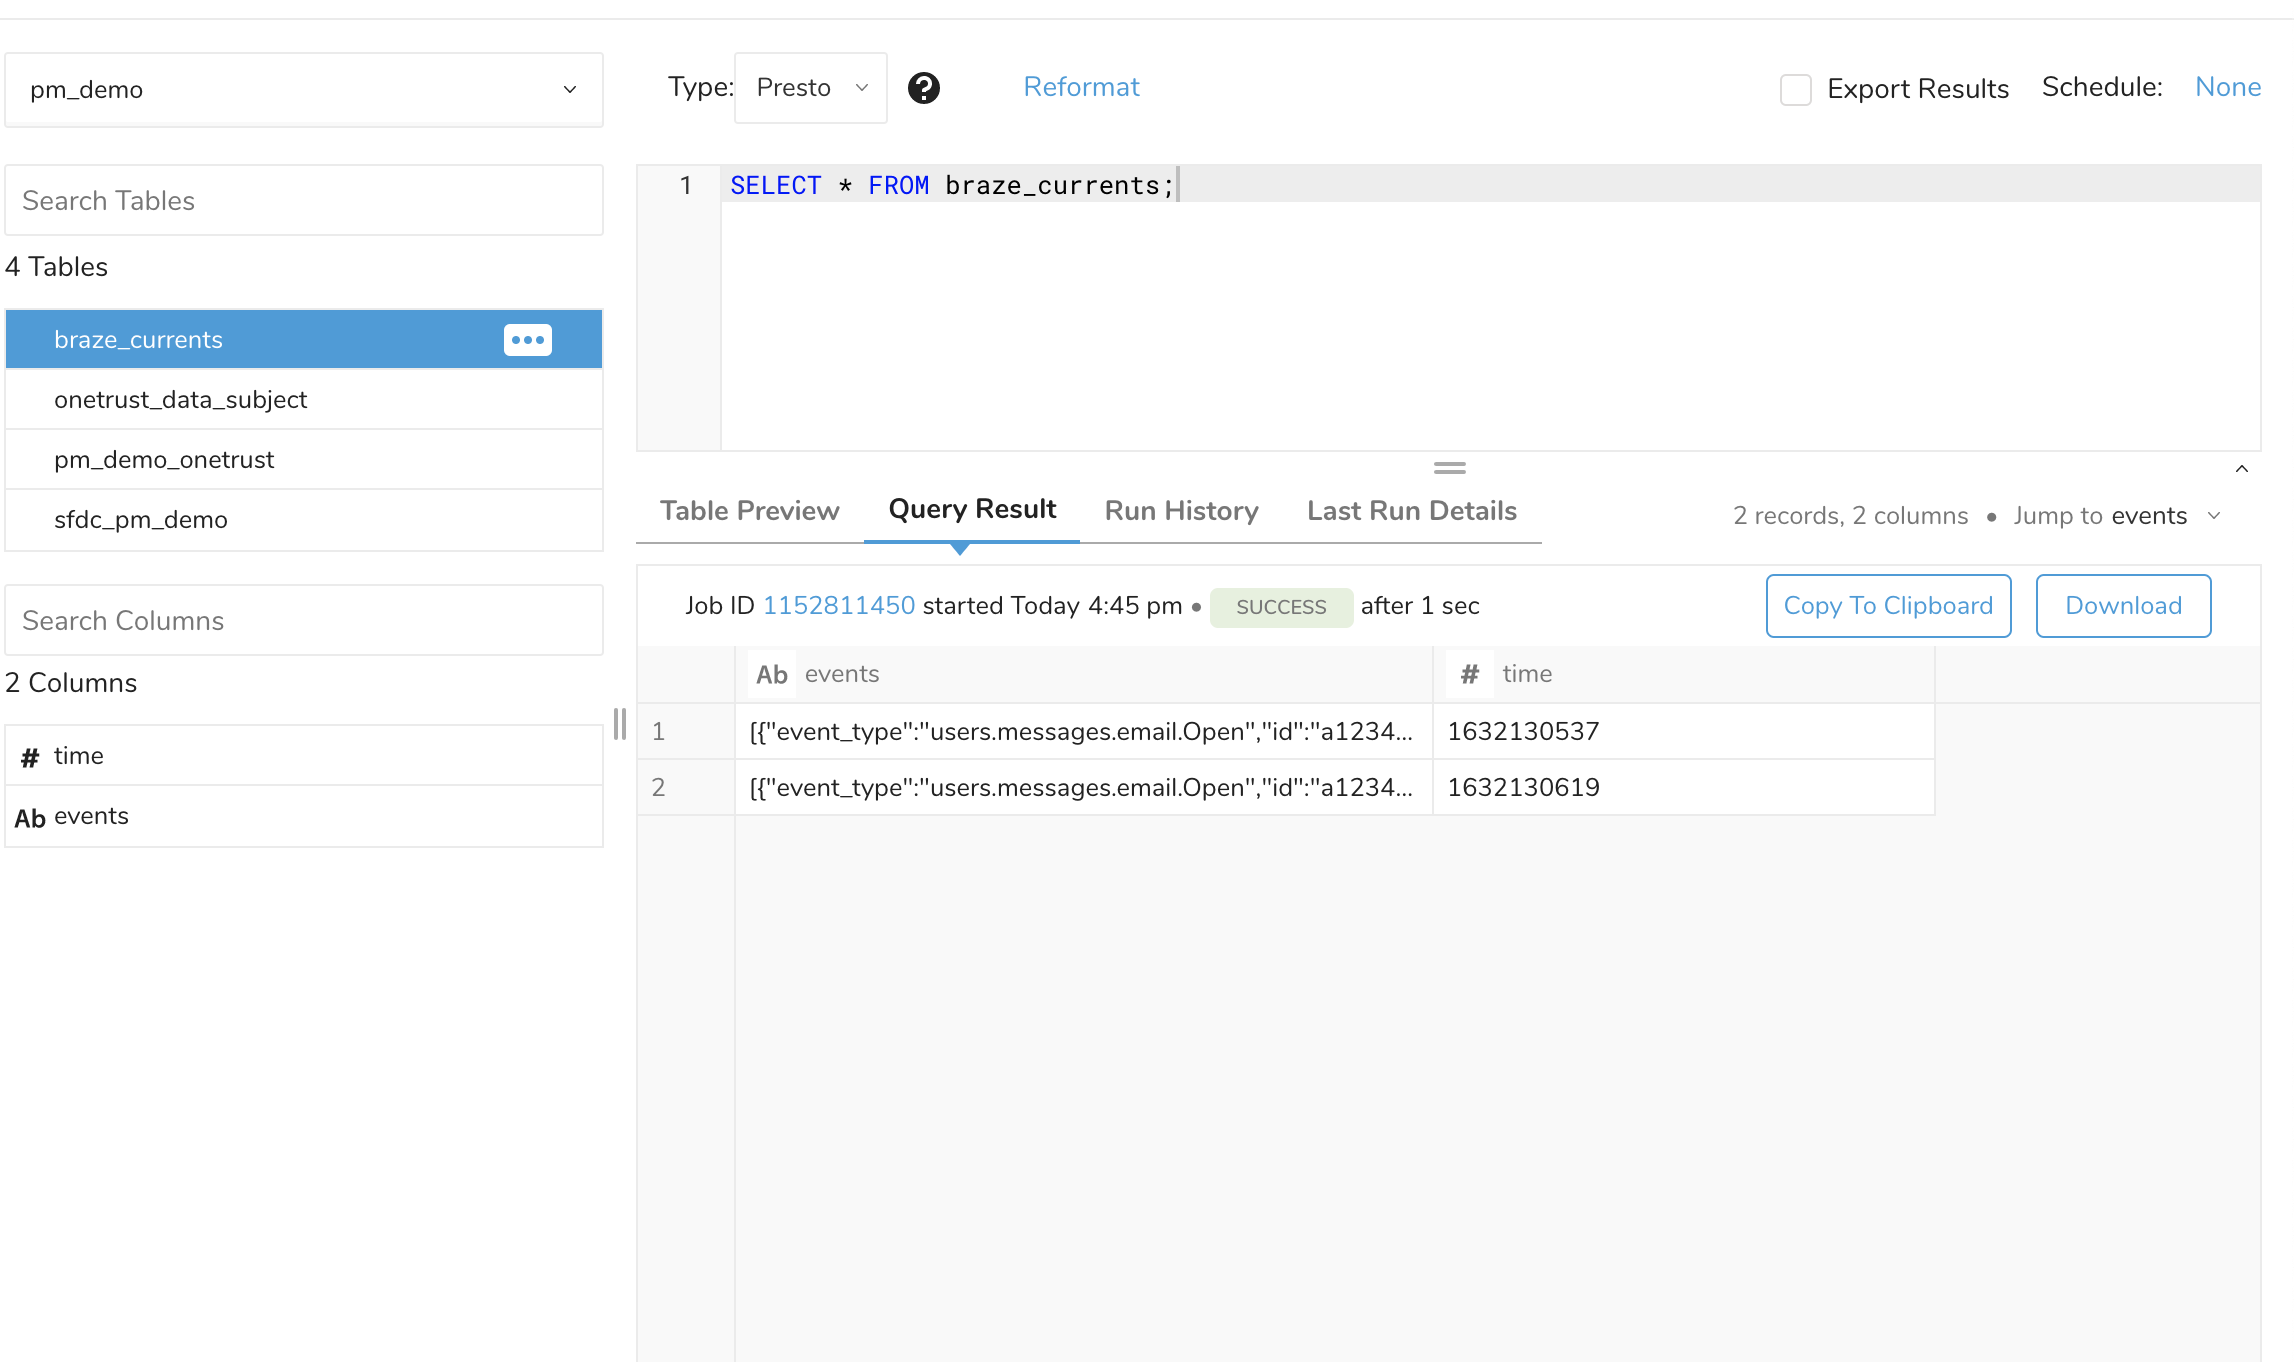 pm_demo
Type: Presto Reformat Export Results Schedule: None
Search Tables
4 Tables
braze_currents
onetrust_data_subject
pm_demo_onetrust
sfdc_pm_demo
Search Columns
2 Columns
# time
Ab events
1 SELECT * FROM braze_currents;
Table Preview Query Result Run History Last Run Details 2 records, 2 columns • Jump to events
Job ID 1152811450 started Today 4:45 pm • SUCCESS after 1 sec Copy To Clipboard Download
Ab events # time
1 [{"event_type":"users.messages.email.Open","id":"a1234... 1632130537
2 [{"event_type":"users.messages.email.Open","id":"a1234... 1632130619